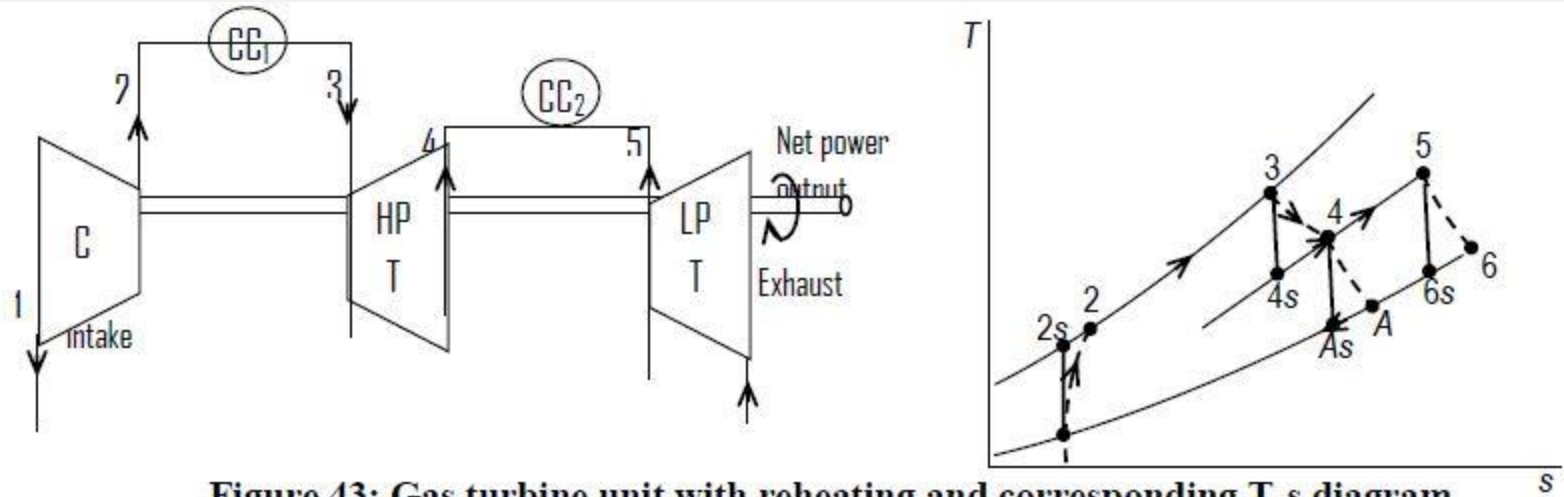 CC1
2
3
CC2
4
5
Net power
output
C
HP
T
LP
T
Exhaust
1
intake
T
3
4
5
6
4s
6s
2s
2
A
As
s
Figure 43: Gas turbine unit with reheating and corresponding T-s diagram